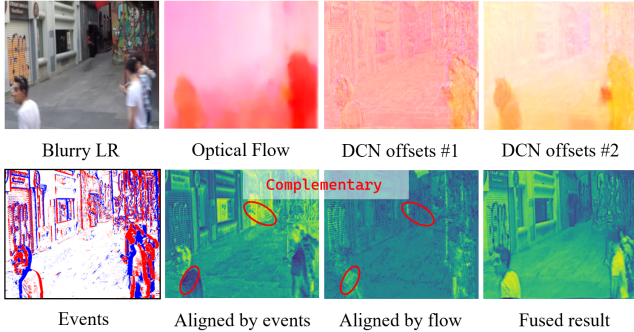 Blurry LR
Optical Flow
DCN offsets #1
DCN offsets #2
Complementary
Events
Aligned by events
Aligned by flow
Fused result